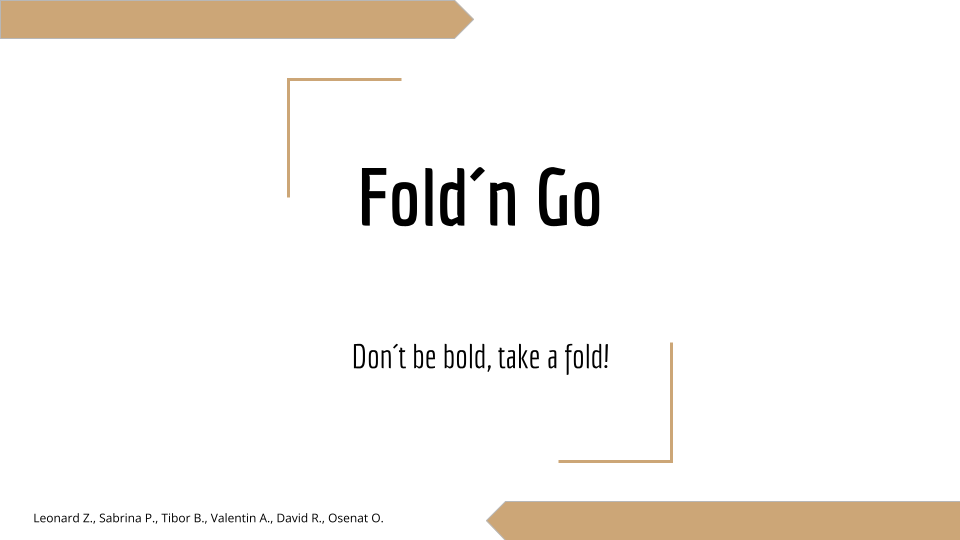 Fold´n Go
Don´t be bold, take a fold!
Leonard Z., Sabrina P., Tibor B., Valentin A., David R., Osenat O.